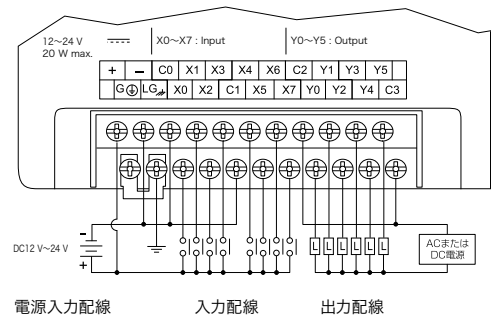 12～24 V
20 W max.
X0～X7 : Input
Y0～Y5 : Output
+ － C0 X1 X3 X4 X6 C2 Y1 Y3 Y5
G LG X0 X2 C1 X5 X7 Y0 Y2 Y4 C3
－
DC12 V～24 V
+
L L L L L L
ACまたは
DC電源
電源入力配線 入力配線 出力配線